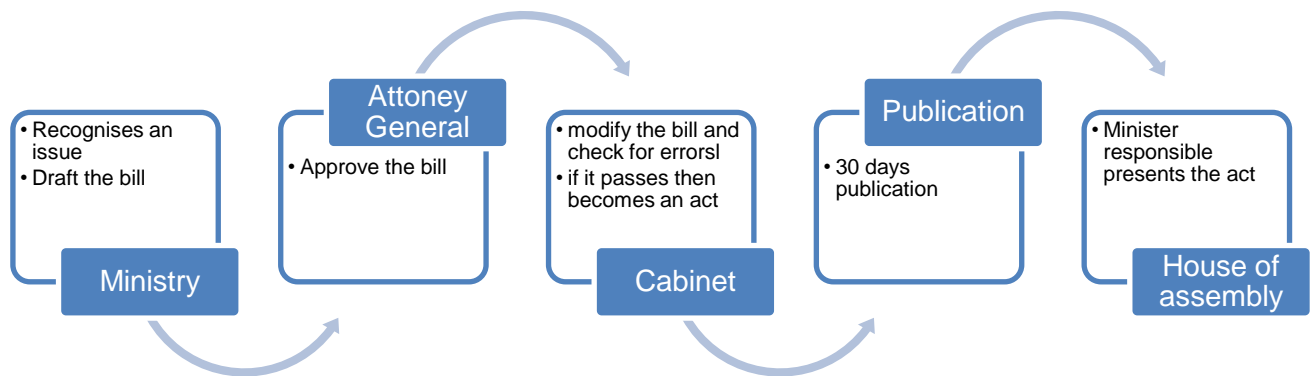 • Recognises an
issue
• Draft the bill
Ministry
Attoney
General
• Approve the bill
• modify the bill and
check for errorsl
• if it passes then
becomes an act
Cabinet
Publication
• 30 days
publication
• Minister
responsible
presents the act
House of
assembly